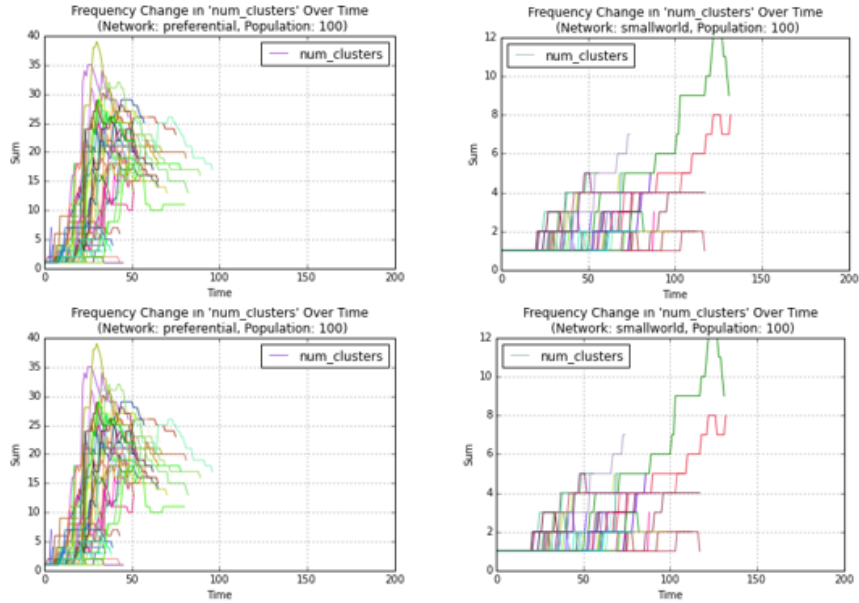 Frequency Change in 'num_clusters' Over Time
(Network: preferential, Population: 100)
40
35
30
25
20
15
10
5
0
Sum
num_clusters
0
50
100
150
200
Time
Frequency Change in 'num_clusters' Over Time
(Network: smallworld, Population: 100)
12
10
8
6
4
2
0
Sum
num_clusters
0
50
100
150
200
Time
Frequency Change in 'num_clusters' Over Time
(Network: preferential, Population: 100)
40
35
30
25
20
15
10
5
0
Sum
num_clusters
0
50
100
150
200
Time
Frequency Change in 'num_clusters' Over Time
(Network: smallworld, Population: 100)
12
10
8
6
4
2
0
Sum
num_clusters
0
50
100
150
200
Time